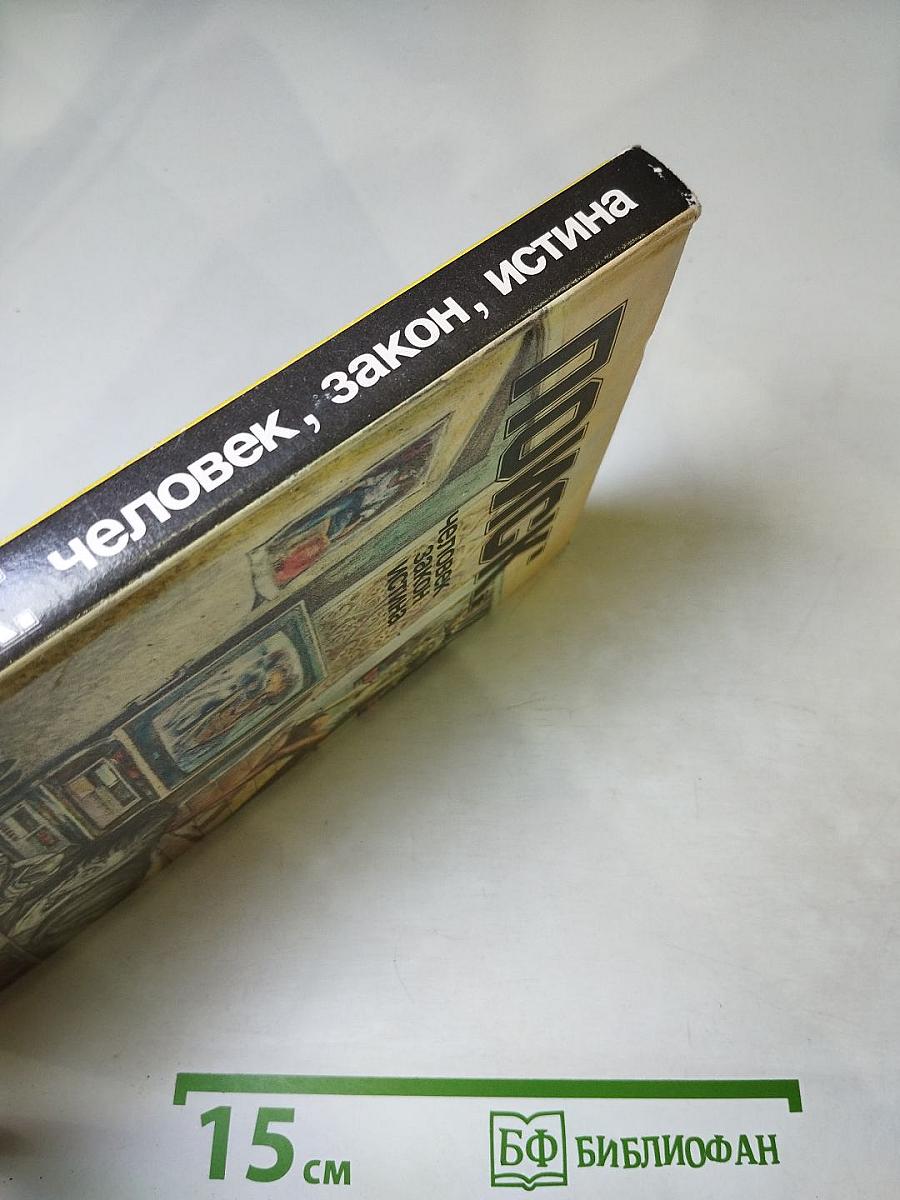 человек, закон, истина
ПОИСК:
человек
закон
истина
15 см
БФ БИБЛИОФАН